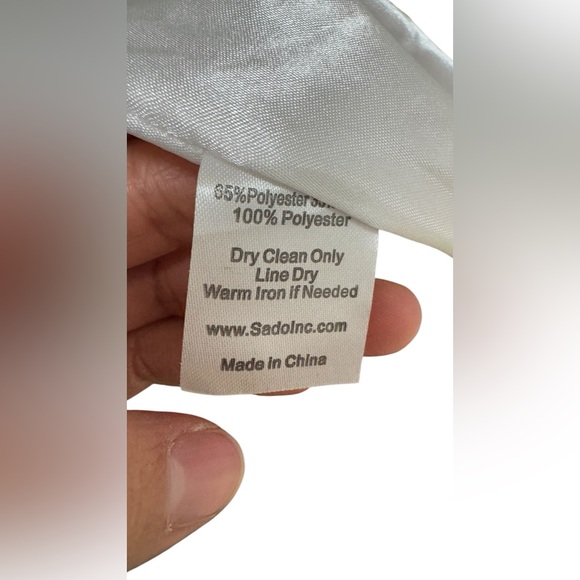 65%Polyester
100% Polyester
Dry Clean Only
Line Dry
Warm Iron if Needed
www.SadoInc.com
Made in China